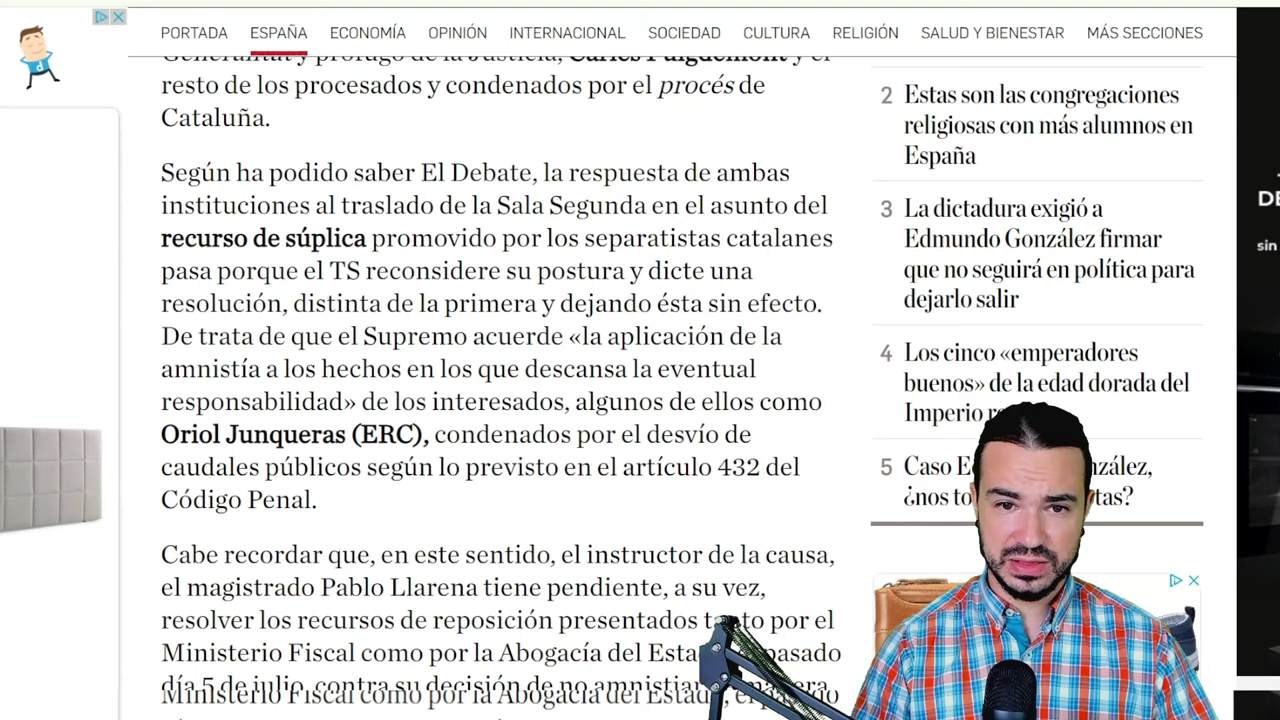 PORTADA
ESPAÑA
ECONOMÍA
OPINIÓN
INTERNACIONAL
SOCIEDAD
CULTURA
RELIGIÓN
SALUD Y BIENESTAR
MÁS SECCIONES
Generalitat y prófugo de la Justicia, Carles Puigdemont y el
resto de los procesados y condenados por el procés de
Cataluña.
Según ha podido saber El Debate, la respuesta de ambas
instituciones al traslado de la Sala Segunda en el asunto del
recurso de súplica promovido por los separatistas catalanes
pasa porque el TS reconsidere su postura y dicte una
resolución, distinta de la primera y dejando ésta sin efecto.
De trata de que el Supremo acuerde «la aplicación de la
amnistía a los hechos en los que descansa la eventual
responsabilidad» de los interesados, algunos de ellos como
Oriol Junqueras (ERC), condenados por el desvío de
caudales públicos según lo previsto en el artículo 432 del
Código Penal.
Cabe recordar que, en este sentido, el instructor de la causa,
el magistrado Pablo Llarena tiene pendiente, a su vez,
resolver los recursos de reposición presentados por el
Ministerio Fiscal como por la Abogacía del pasado
día 5 de julio, contra su decisión de no
Ministerio Fiscal como por la Abogacía del Estado, el
2 Estas son las congregaciones
religiosas con más alumnos en
España
3 La dictadura exigió a
Edmundo González firmar
que no seguirá en política para
dejarlo salir
4 Los cinco «emperadores
buenos» de la edad dorada del
Imperio
5 Caso
¿nos
sin